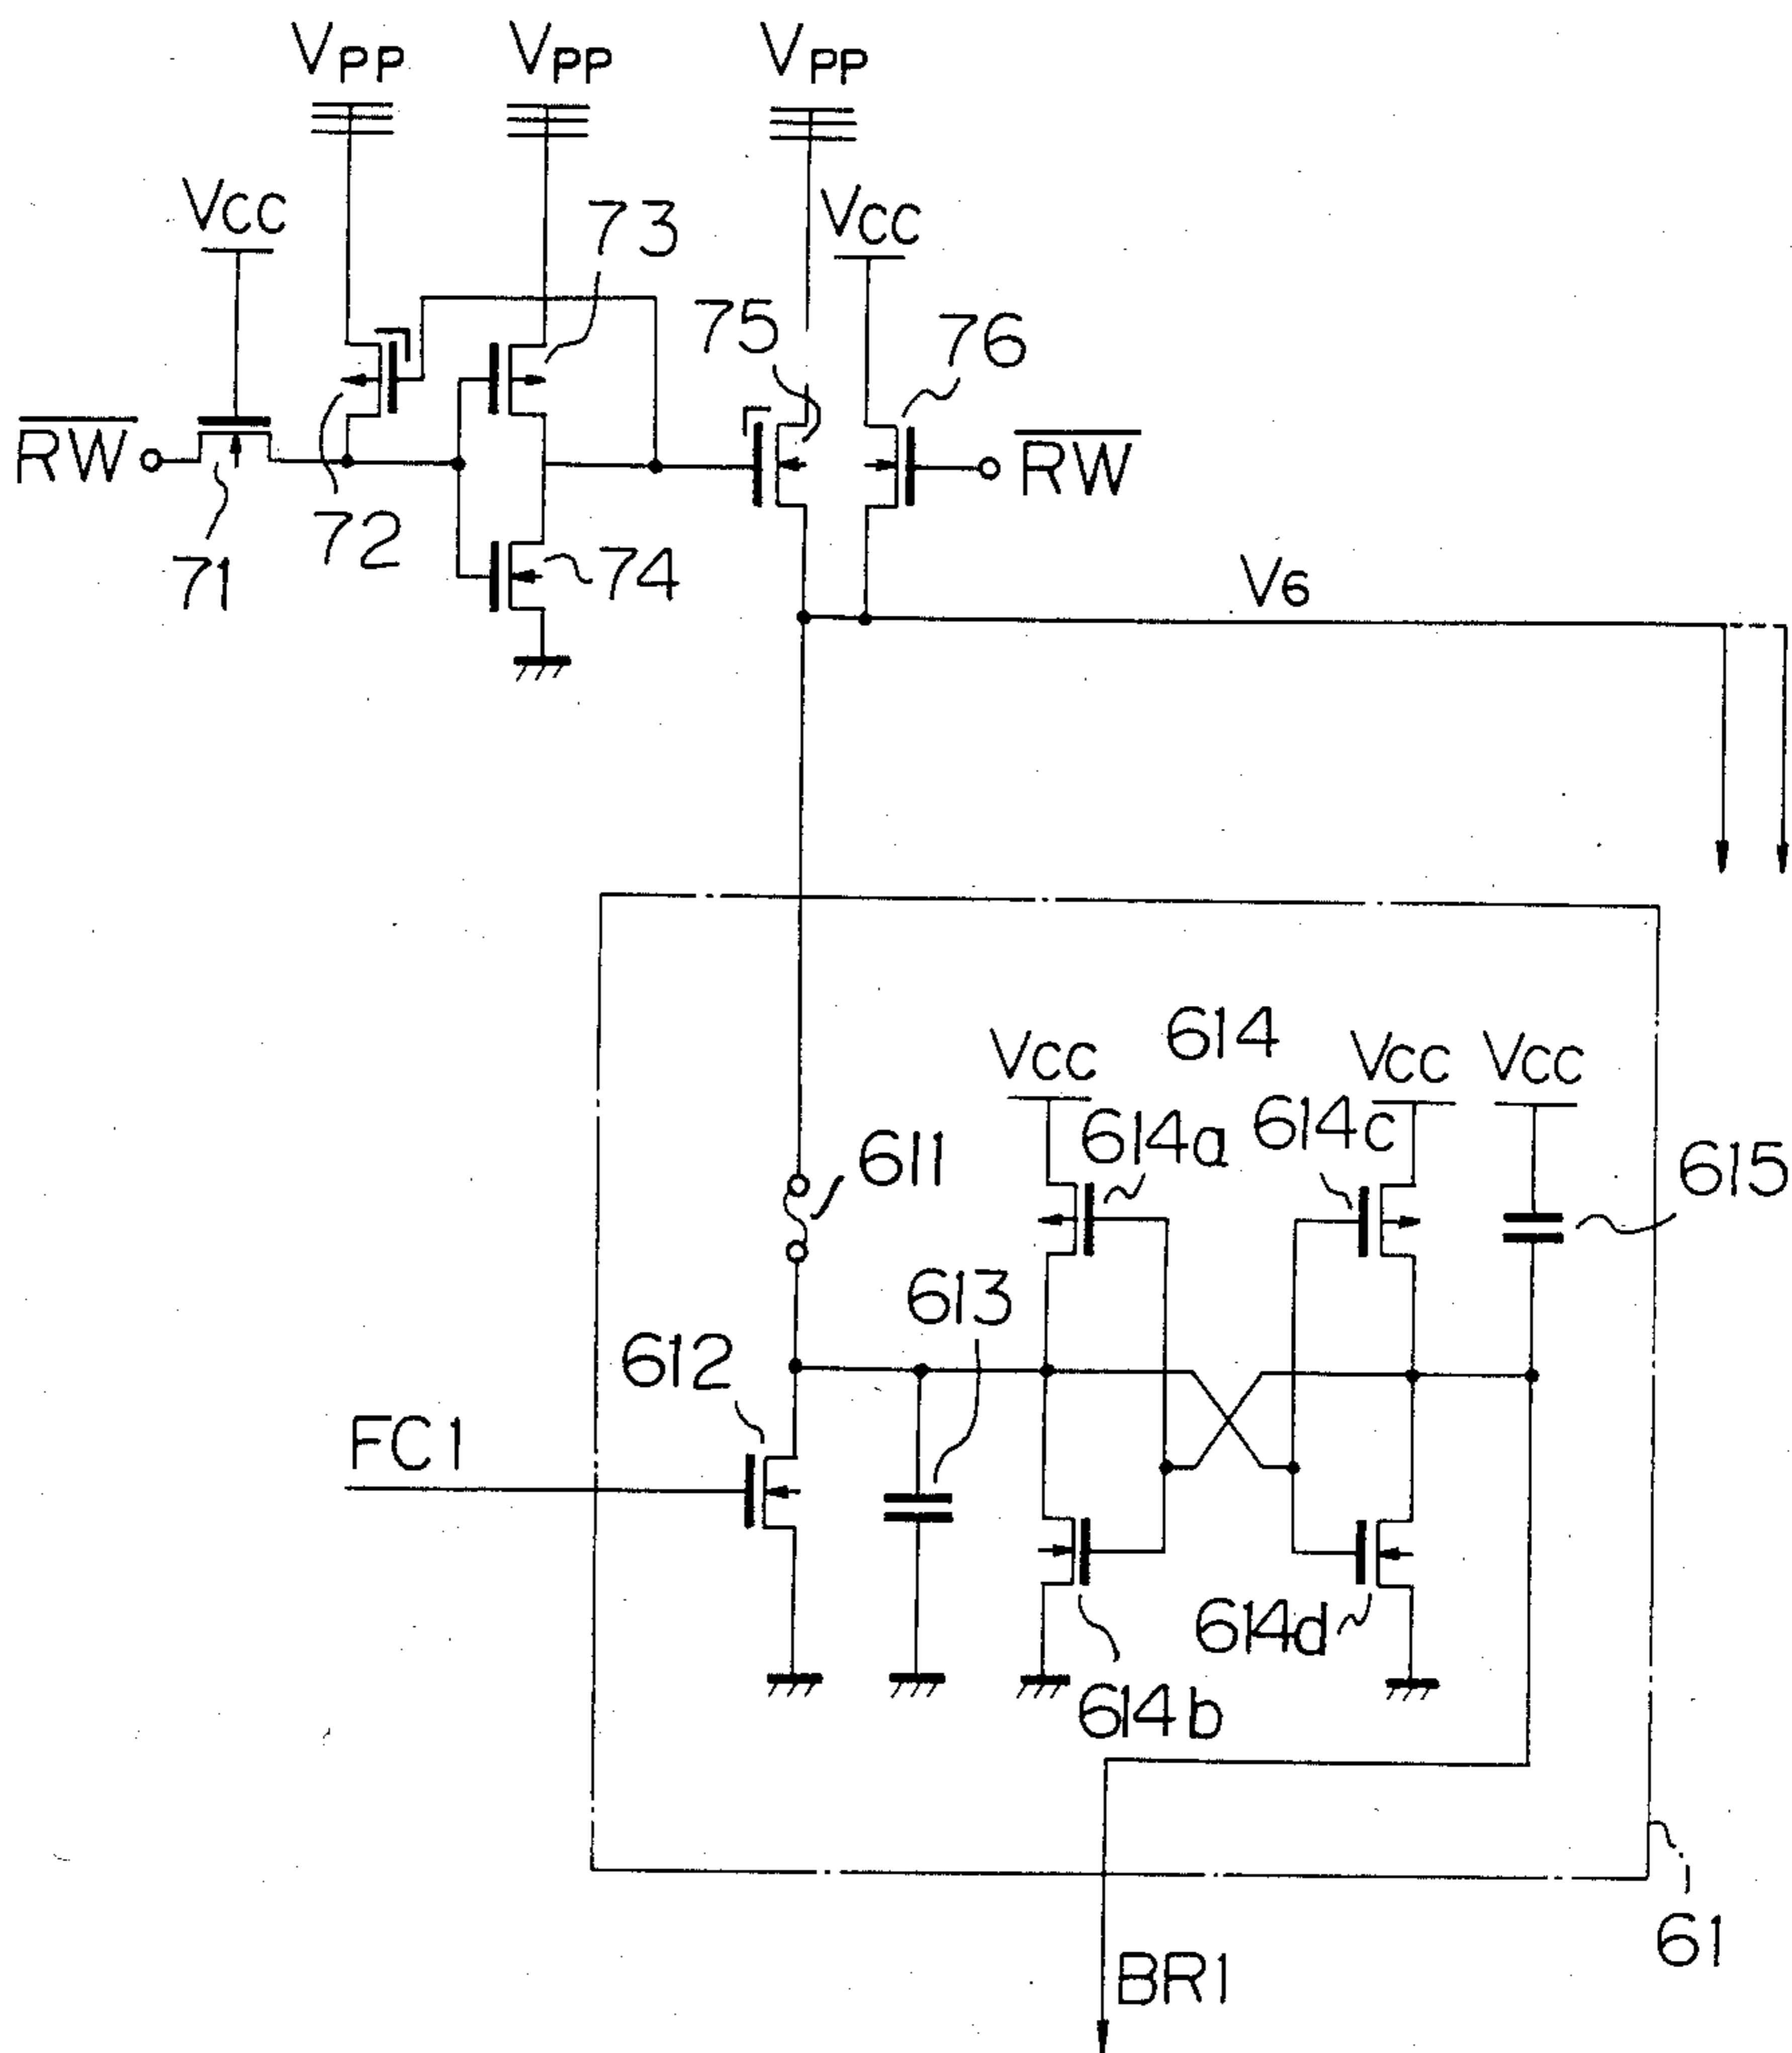 VPP VPP VPP
VCC 73 VCC
75 76
RW RW
72
71 74
V6
614
VCC VCC VCC
614a 614c
611 615
613
612
FC1
614d
614b
61
BR1